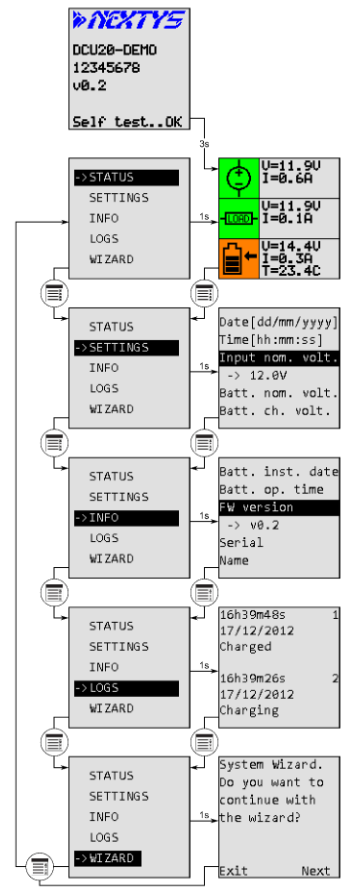 NEXTYS
DCU20-DEMO
12345678
v0.2
Self test..OK
3s
->STATUS
SETTINGS
INFO
LOGS
WIZARD
1s
V=11.9V
I=0.6A
LOAD
V=11.9V
I=0.1A
V=14.4V
I=0.3A
T=23.4C
STATUS
->SETTINGS
INFO
LOGS
WIZARD
1s
Date[dd/mm/yyyy]
Time[hh:mm:ss]
Input nom. volt.
-> 12.0V
Batt. nom. volt.
Batt. ch. volt.
STATUS
SETTINGS
->INFO
LOGS
WIZARD
1s
Batt. inst. date
Batt. op. time
FW version
-> v0.2
Serial
Name
STATUS
SETTINGS
INFO
->LOGS
WIZARD
1s
16h39m48s 1
17/12/2012
Charged
16h39m26s 2
17/12/2012
Charging
STATUS
SETTINGS
INFO
LOGS
->WIZARD
1s
System Wizard.
Do you want to
continue with
the wizard?
Exit Next